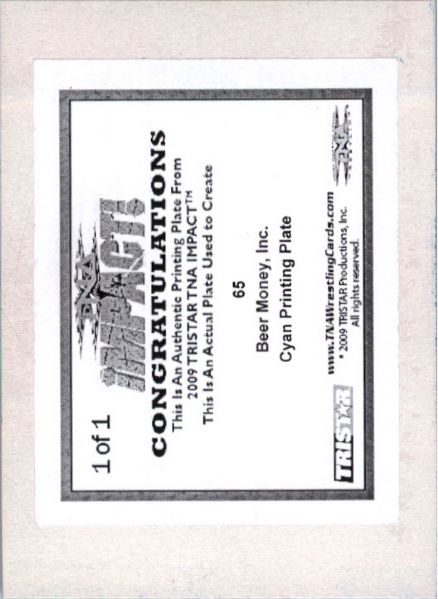 1 of 1
TNA
iMPACT!
CONGRATULATIONS
This Is An Authentic Printing Plate From
2009 TRISTAR TNA IMPACT™
This Is An Actual Plate Used to Create
65
Beer Money, Inc.
Cyan Printing Plate
TRISTAR
www.TNAWrestlingCards.com
* 2009 TRISTAR Productions, Inc.
All rights reserved.
TNA